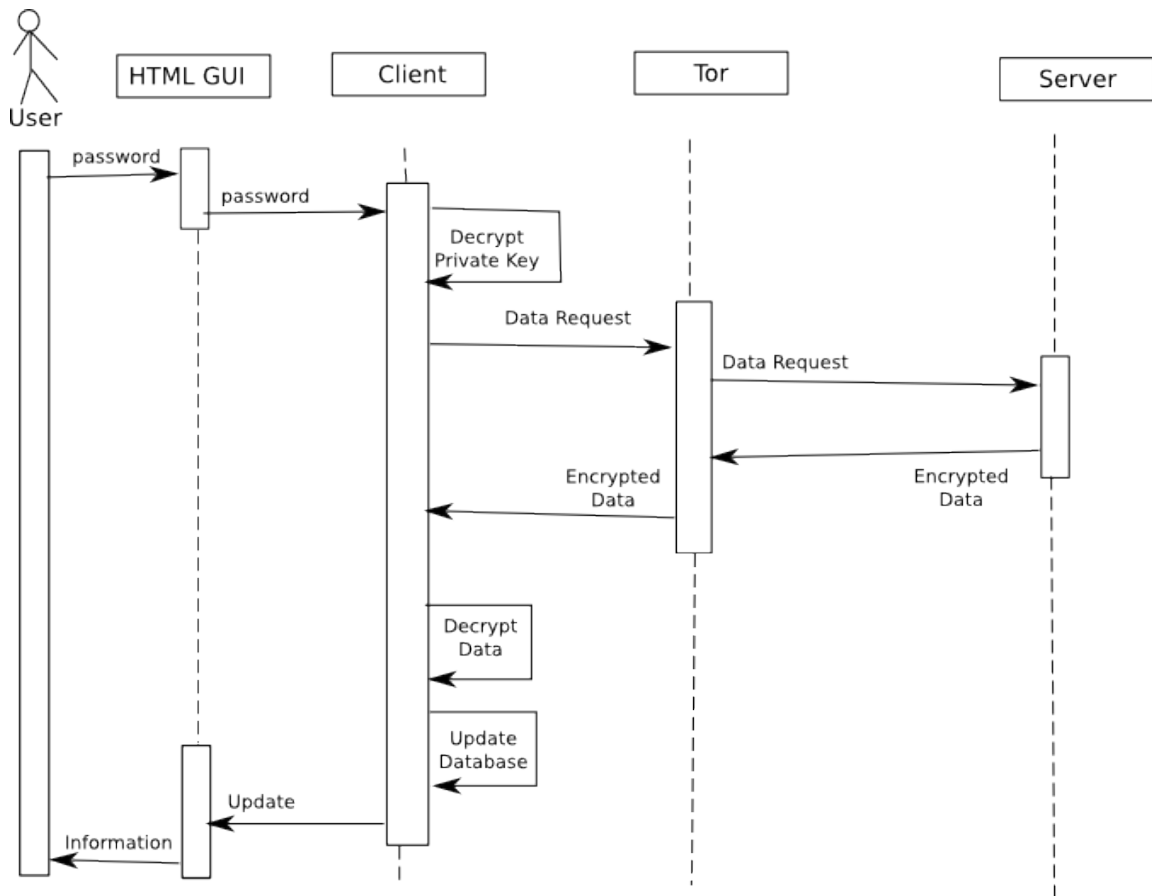 User
HTML GUI
Client
Tor
Server
password
password
Decrypt
Private Key
Data Request
Data Request
Encrypted
Data
Encrypted
Data
Decrypt
Data
Update
Database
Update
Information